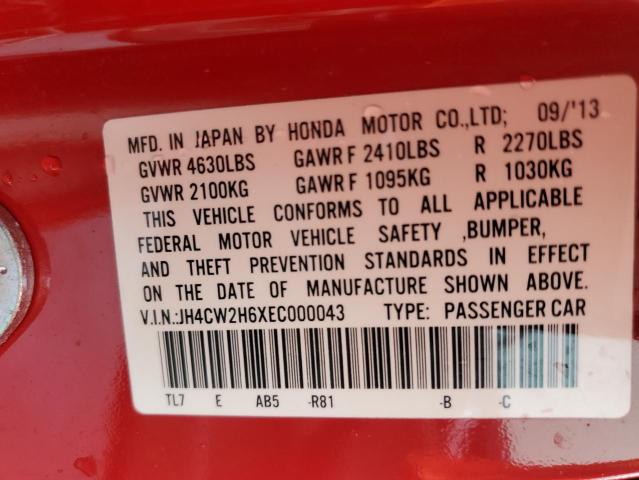 MFD. IN JAPAN BY HONDA MOTOR CO.,LTD; 09/'13
GVWR 4630LBS GAWR F 2410LBS R 2270LBS
GVWR 2100KG GAWR F 1095KG R 1030KG
THIS VEHICLE CONFORMS TO ALL APPLICABLE
FEDERAL MOTOR VEHICLE SAFETY ,BUMPER,
AND THEFT PREVENTION STANDARDS IN EFFECT
ON THE DATE OF MANUFACTURE SHOWN ABOVE.
V.I.N.:JH4CW2H6XEC000043 TYPE: PASSENGER CAR
TL7 E AB5 -R81 -B -C